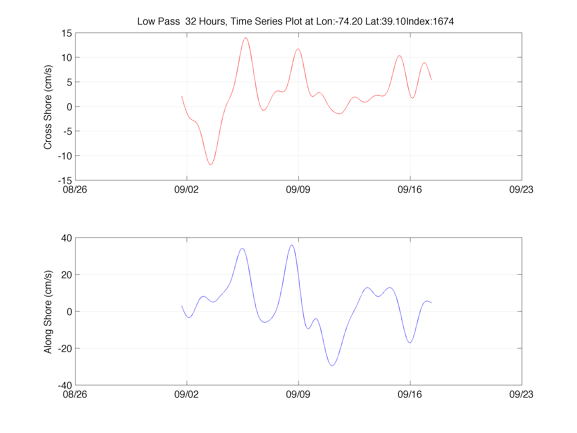 Low Pass  32 Hours, Time Series Plot at Lon:-74.20 Lat:39.10Index:1674
15
10
5
0
-5
-10
-15
Cross Shore (cm/s)
08/26 09/02 09/09 09/16 09/23
40
20
0
-20
-40
Along Shore (cm/s)
08/26 09/02 09/09 09/16 09/23